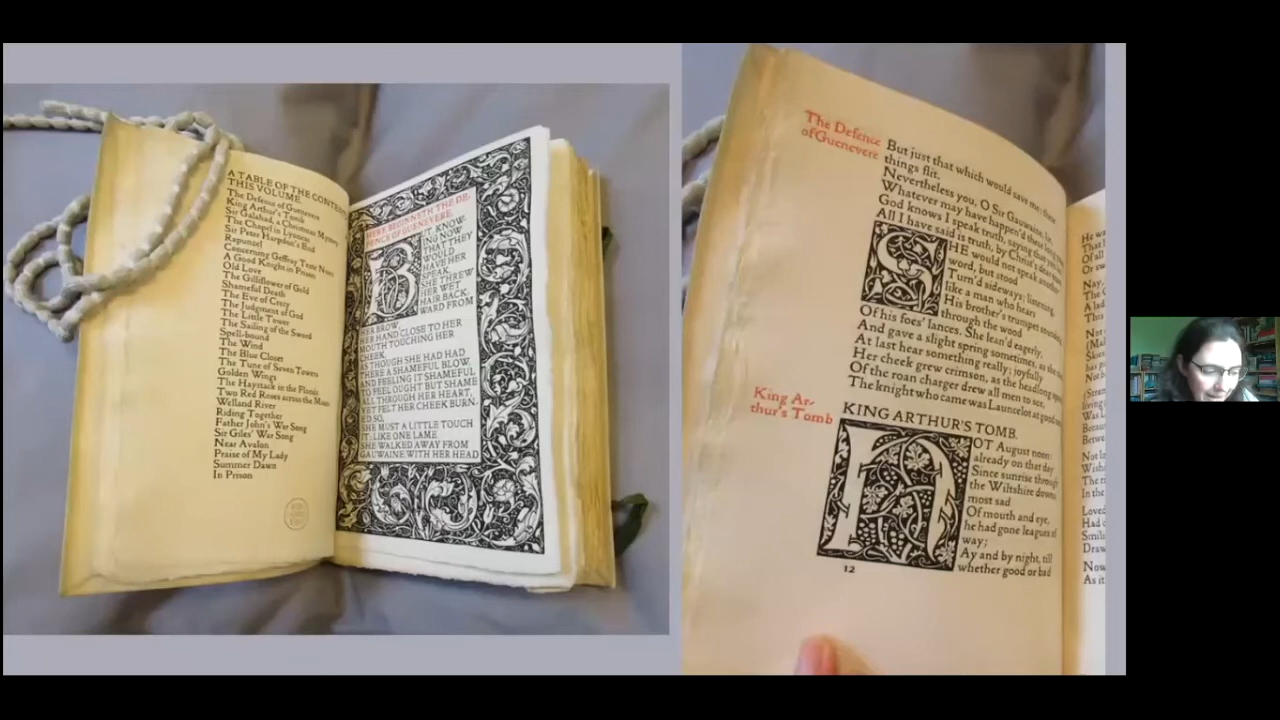 A TABLE OF THE CONTENTS
THIS VOLUME.
The Defence of Guenevere
King Arthur's Tomb
Sir Galahad, a Christmas Mystery
The Chapel in Lyoness
Sir Peter Harpdon's End
Rapunzel
Concerning Geffray Teste Noire
A Good Knight in Prison
Old Love
The Gilliflower of Gold
Shameful Death
The Eve of Crecy
The Judgment of God
The Little Tower
The Sailing of the Sword
Spell-bound
The Wind
The Blue Closet
The Tune of Seven Towers
Golden Wings
The Haystack in the Floods
Two Red Roses across the Moon
Welland River
Riding Together
Father John's War Song
Sir Giles' War Song
Near Avalon
Praise of My Lady
Summer Dawn
In Prison
HERE BEGINNETH THE DE-
FENCE OF GUENEVERE.
BUT, KNOW-
ING NOW
THAT THEY
WOULD
HAVE HER
SPEAK,
SHE THREW
HER WET
HAIR BACK-
WARD FROM
HER BROW,
HER HAND CLOSE TO HER
MOUTH TOUCHING HER
CHEEK,
AS THOUGH SHE HAD HAD
THERE A SHAMEFUL BLOW,
AND FEELING IT SHAMEFUL
TO FEEL OUGHT BUT SHAME
ALL THROUGH HER HEART,
YET FELT HER CHEEK BURN-
ED SO,
SHE MUST A LITTLE TOUCH
IT; LIKE ONE LAME
SHE WALKED AWAY FROM
GAUWAINE, WITH HER HEAD
The Defence
of Guenevere
But just that which would save me; these
things flit.
Nevertheless you, O Sir Gauwaine, lie,
Whatever may have happen'd these long
God knows I speak truth, saying that you lie
All I have said is truth, by Christ's dear
SHE would not speak another
word, but stood
Turn'd sideways; listening,
like a man who hears
His brother's trumpet sounding
through the wood
Of his foes' lances. She lean'd eagerly,
And gave a slight spring sometimes, as she
At last hear something really; joyfully
Her cheek grew crimson, as the headlong
Of the roan charger drew all men to see,
The knight who came was Launcelot at good
King Ar-
thur's Tomb
KING ARTHUR'S TOMB.
HOT August noon:
already on that day
Since sunrise through
the Wiltshire downs
most sad
Of mouth and eye,
he had gone leagues of
way;
Ay and by night, till
whether good or bad
12